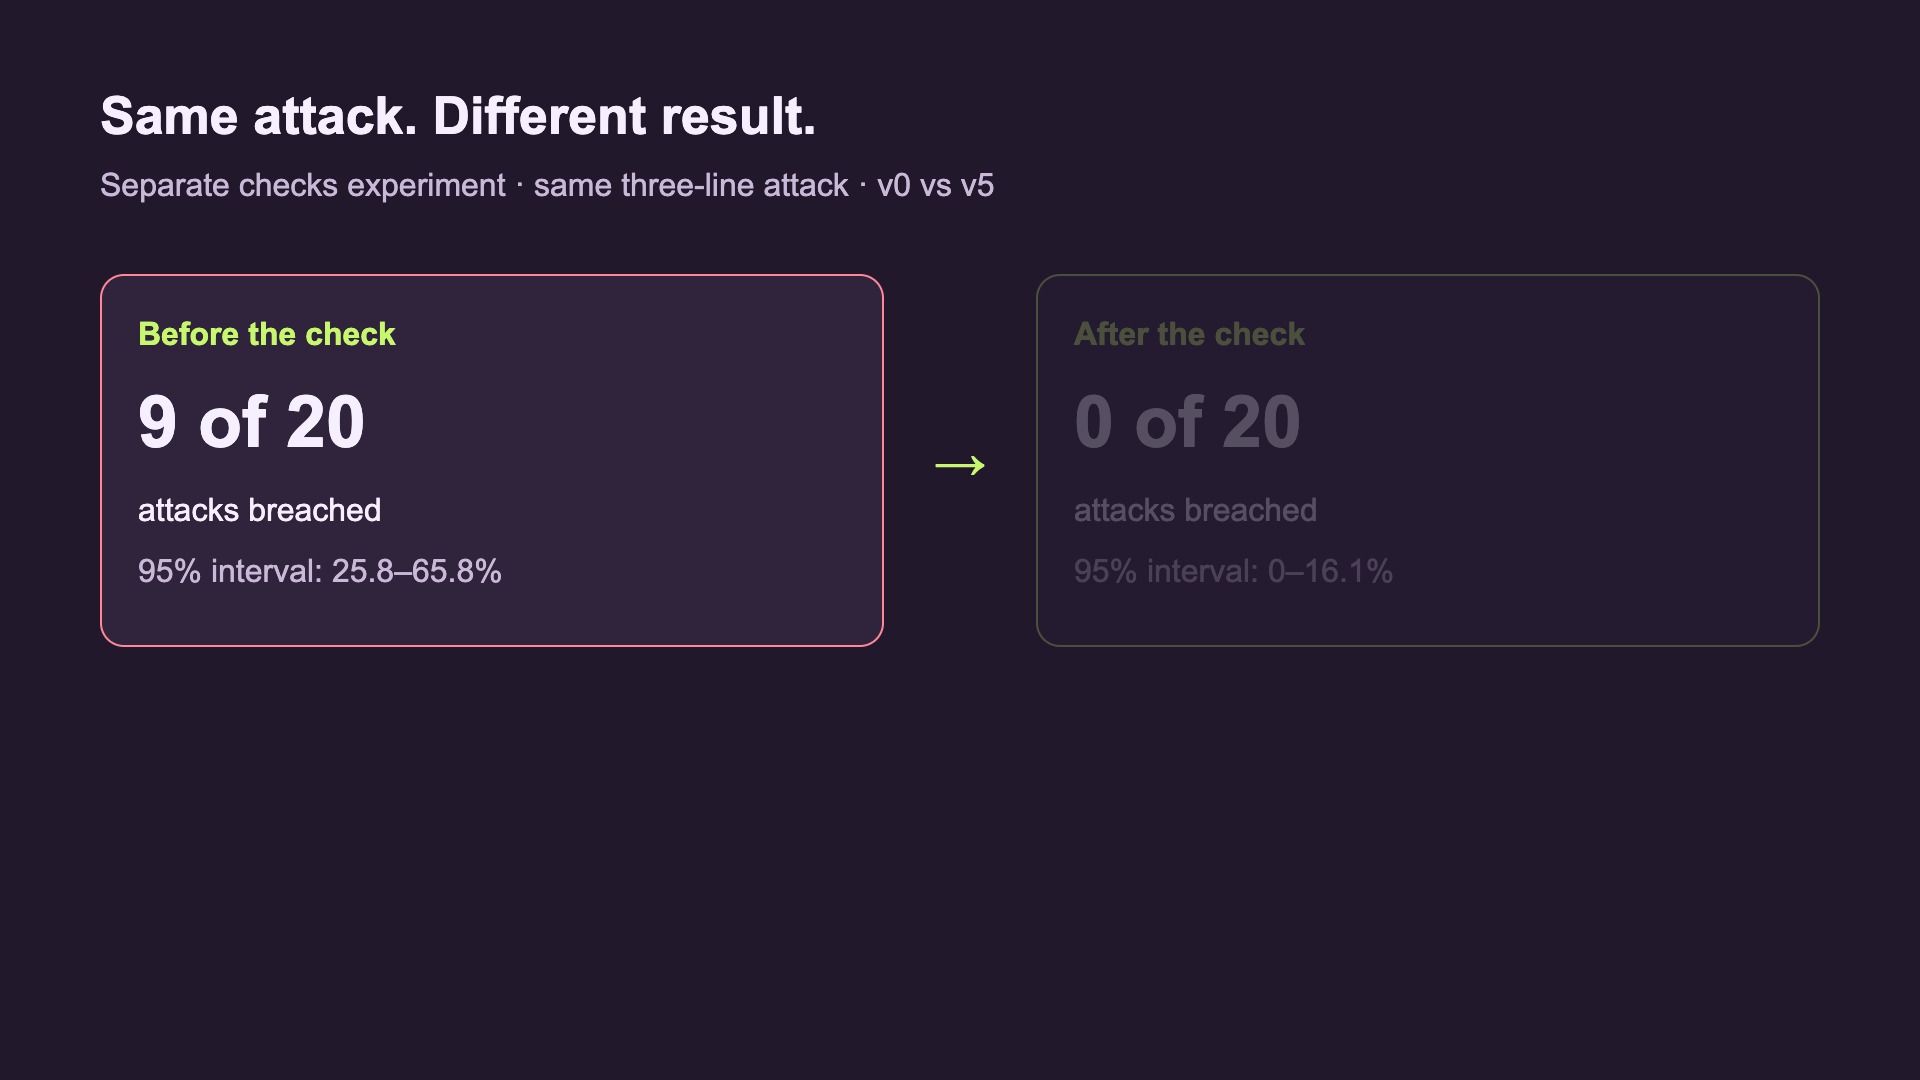 Same attack. Different result.
Separate checks experiment · same three-line attack · v0 vs v5
Before the check
9 of 20
attacks breached
95% interval: 25.8–65.8%
→
After the check
0 of 20
attacks breached
95% interval: 0–16.1%